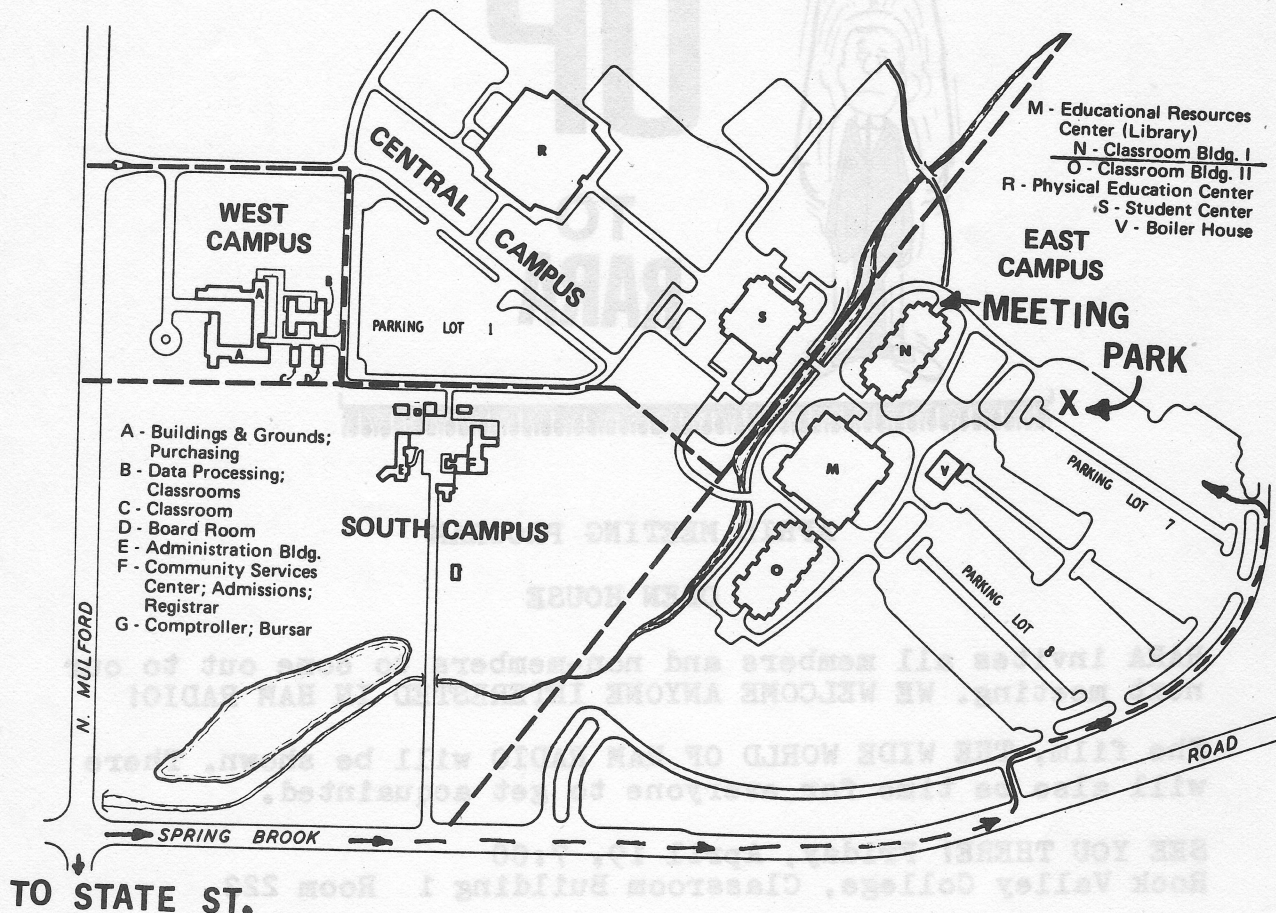 M - Educational Resources
Center (Library)
N - Classroom Bldg. I
O - Classroom Bldg. II
R - Physical Education Center
S - Student Center
V - Boiler House
CENTRAL
CAMPUS
R
WEST
CAMPUS
A
B
A
C
D
PARKING LOT 1
S
EAST
CAMPUS
MEETING
PARK
X
N
M
V
O
PARKING LOT 7
PARKING LOT 8
A - Buildings & Grounds;
Purchasing
B - Data Processing;
Classrooms
C - Classroom
D - Board Room
E - Administration Bldg.
F - Community Services
Center; Admissions;
Registrar
G - Comptroller; Bursar
G
E
F
SOUTH CAMPUS
N. MULFORD
SPRING BROOK
ROAD
TO STATE ST.
UP
TO
MEETING
OPEN HOUSE
invites all members and non-members to come out to our
next meeting. WE WELCOME ANYONE INTERESTED IN HAM RADIO!
The film, THE WIDE WORLD OF HAM RADIO will be shown. There
will also be time for everyone to get acquainted.
SEE YOU THERE! Friday, April 19, 7:00
Rock Valley College, Classroom Building 1 Room